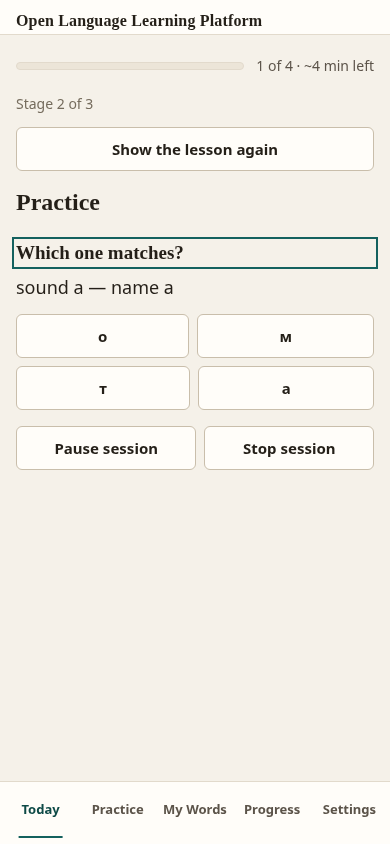 Open Language Learning Platform
1 of 4 · ~4 min left
Stage 2 of 3
Show the lesson again
Practice
Which one matches?
sound a — name a
о м
т а
Pause session Stop session
Today Practice My Words Progress Settings